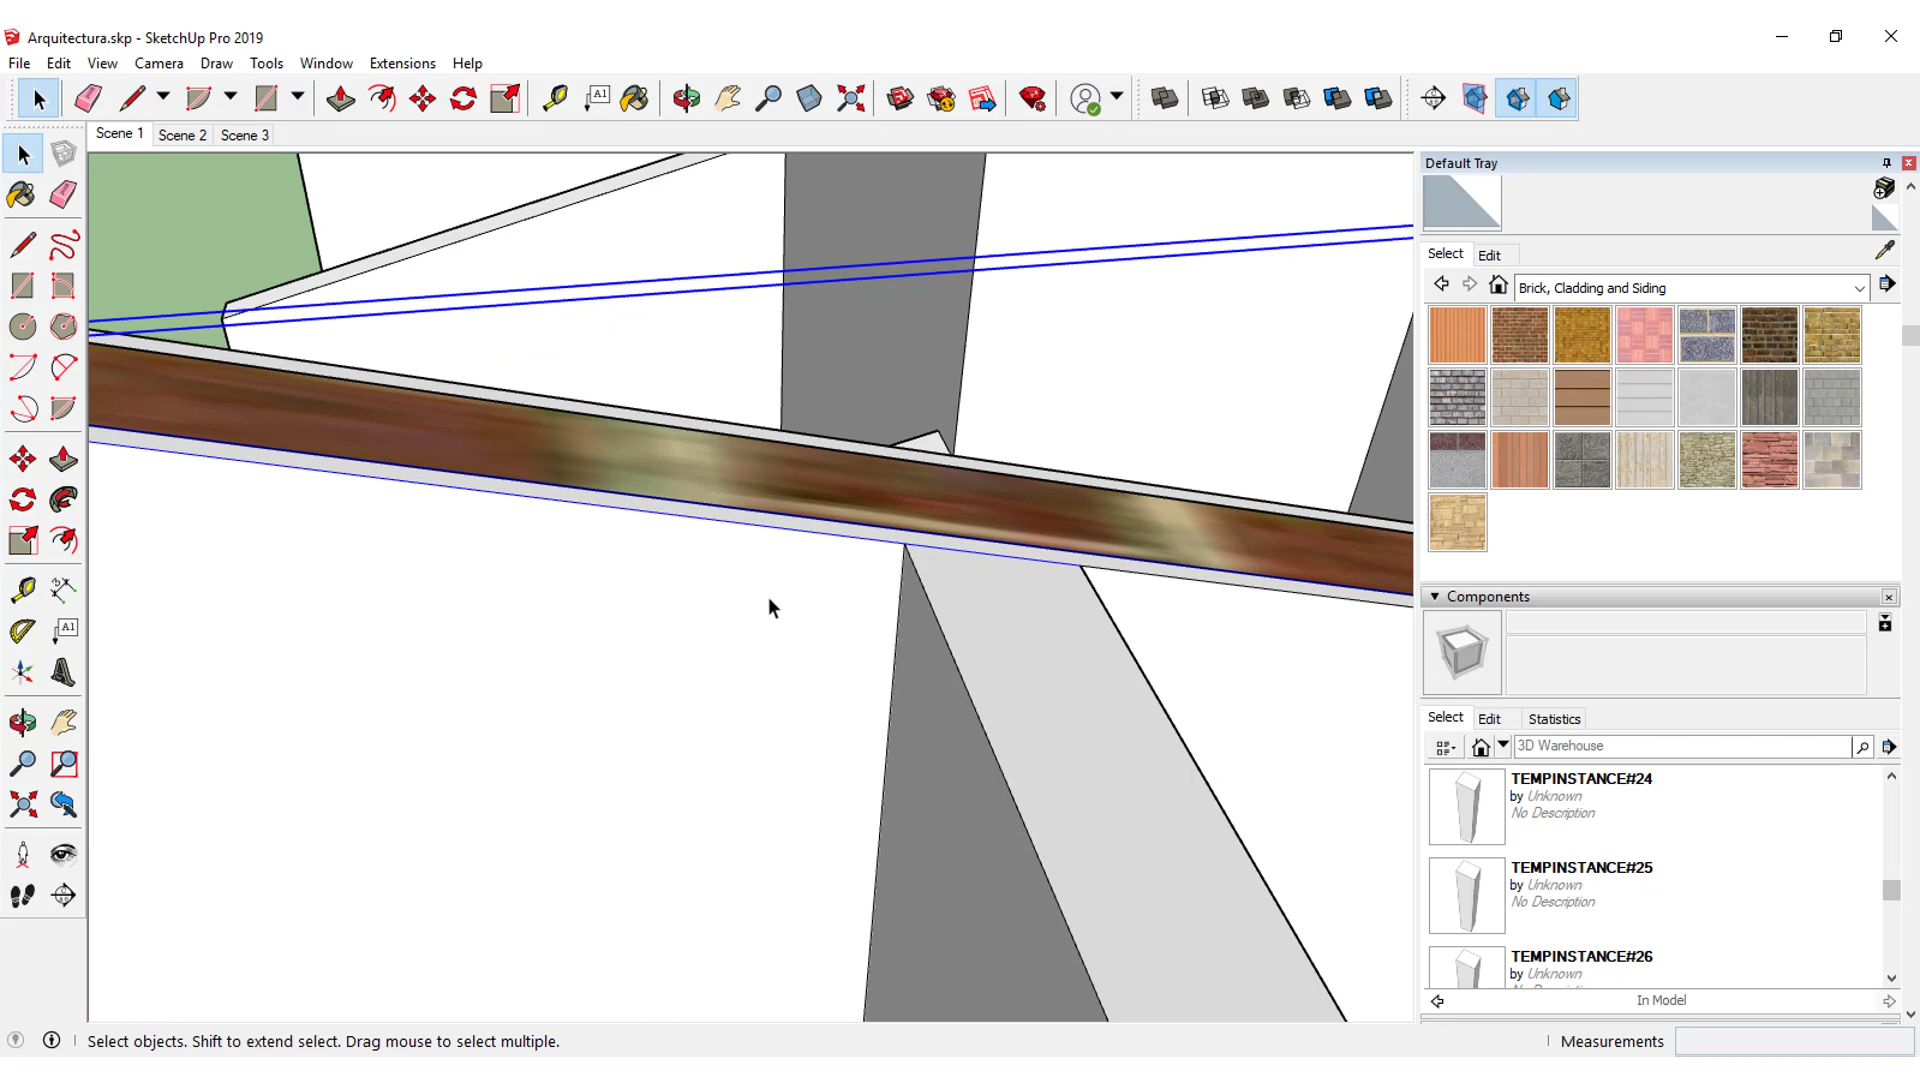 Arquitectura.skp - SketchUp Pro 2019
File Edit View Camera Draw Tools Window Extensions Help
Scene 1 Scene 2 Scene 3
Default Tray
Select Edit
Brick, Cladding and Siding
Components
Select Edit Statistics
3D Warehouse
TEMPINSTANCE#24
by Unknown
No Description
TEMPINSTANCE#25
by Unknown
No Description
TEMPINSTANCE#26
by Unknown
In Model
Select objects. Shift to extend select. Drag mouse to select multiple.
Measurements